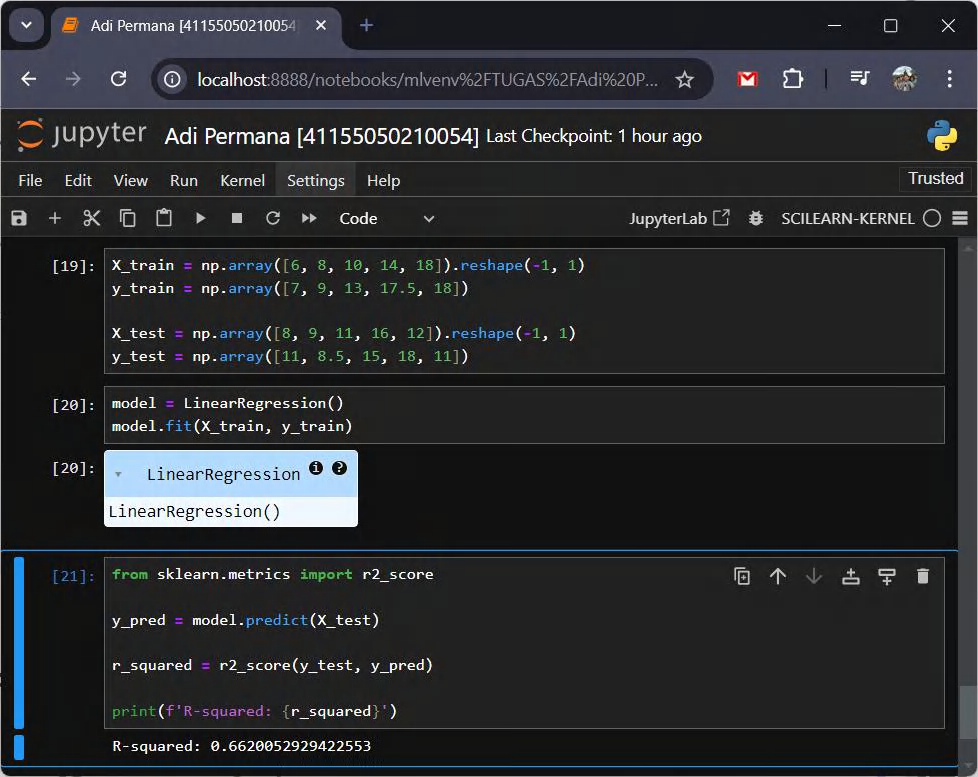 Adi Permana [41155050210054
localhost:8888/notebooks/mlvenv%2FTUGAS%2FAdi%20P...
jupyter Adi Permana [41155050210054] Last Checkpoint: 1 hour ago
File Edit View Run Kernel Settings Help Trusted
Code JupyterLab SCILEARN-KERNEL
[19]: X_train = np.array([6, 8, 10, 14, 18]).reshape(-1, 1)
y_train = np.array([7, 9, 13, 17.5, 18])
X_test = np.array([8, 9, 11, 16, 12]).reshape(-1, 1)
y_test = np.array([11, 8.5, 15, 18, 11])
[20]: model = LinearRegression()
model.fit(X_train, y_train)
[20]: LinearRegression i ?
LinearRegression()
[21]: from sklearn.metrics import r2_score
y_pred = model.predict(X_test)
r_squared = r2_score(y_test, y_pred)
print(f'R-squared: {r_squared}')
R-squared: 0.6620052929422553